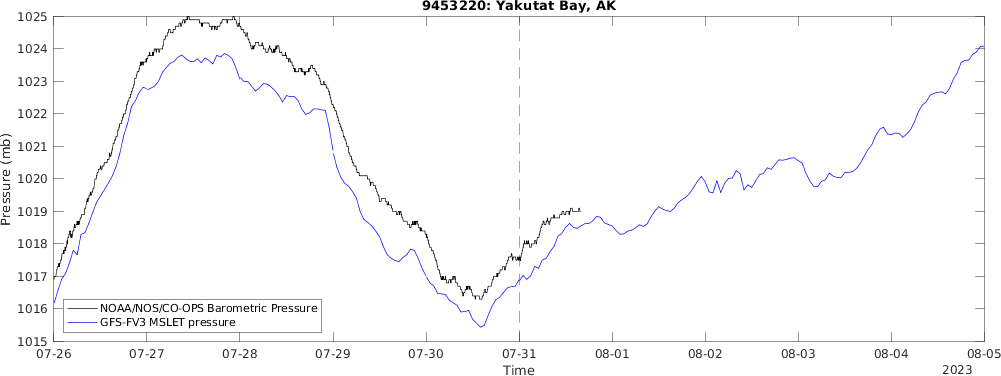 9453220: Yakutat Bay, AK
Pressure (mb)
1025
1024
1023
1022
1021
1020
1019
1018
1017
1016
1015
NOAA/NOS/CO-OPS Barometric Pressure
GFS-FV3 MSLET pressure
07-26 07-27 07-28 07-29 07-30 07-31 08-01 08-02 08-03 08-04 08-05
Time
2023